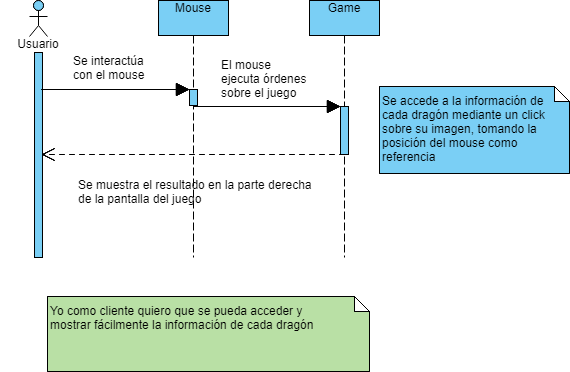 Usuario
Mouse
Game
Se interactúa
con el mouse
El mouse
ejecuta órdenes
sobre el juego
Se accede a la información de
cada dragón mediante un click
sobre su imagen, tomando la
posición del mouse como
referencia
Se muestra el resultado en la parte derecha
de la pantalla del juego
Yo como cliente quiero que se pueda acceder y
mostrar fácilmente la información de cada dragón